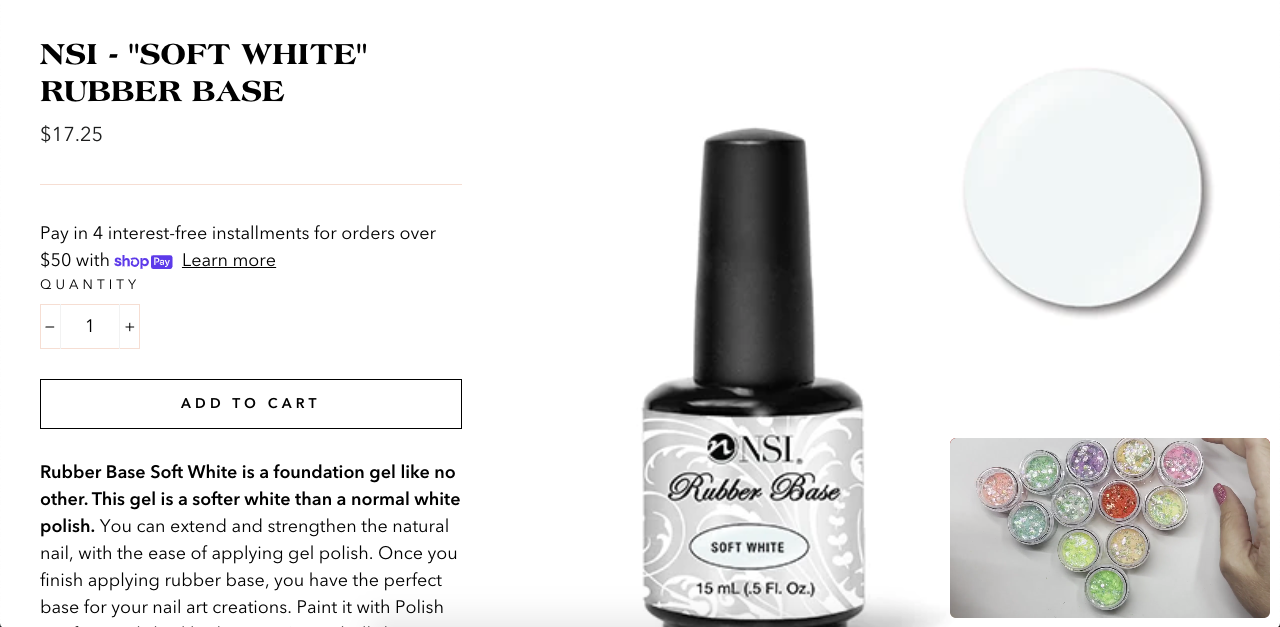 NSI - "SOFT WHITE"
RUBBER BASE
$17.25
Pay in 4 interest-free installments for orders over
$50 with shop Pay Learn more
QUANTITY
− 1 +
ADD TO CART
Rubber Base Soft White is a foundation gel like no
other. This gel is a softer white than a normal white
polish. You can extend and strengthen the natural
nail, with the ease of applying gel polish. Once you
finish applying rubber base, you have the perfect
base for your nail art creations. Paint it with Polish
n NSI.
Rubber Base
SOFT WHITE
15 mL (.5 Fl. Oz.)